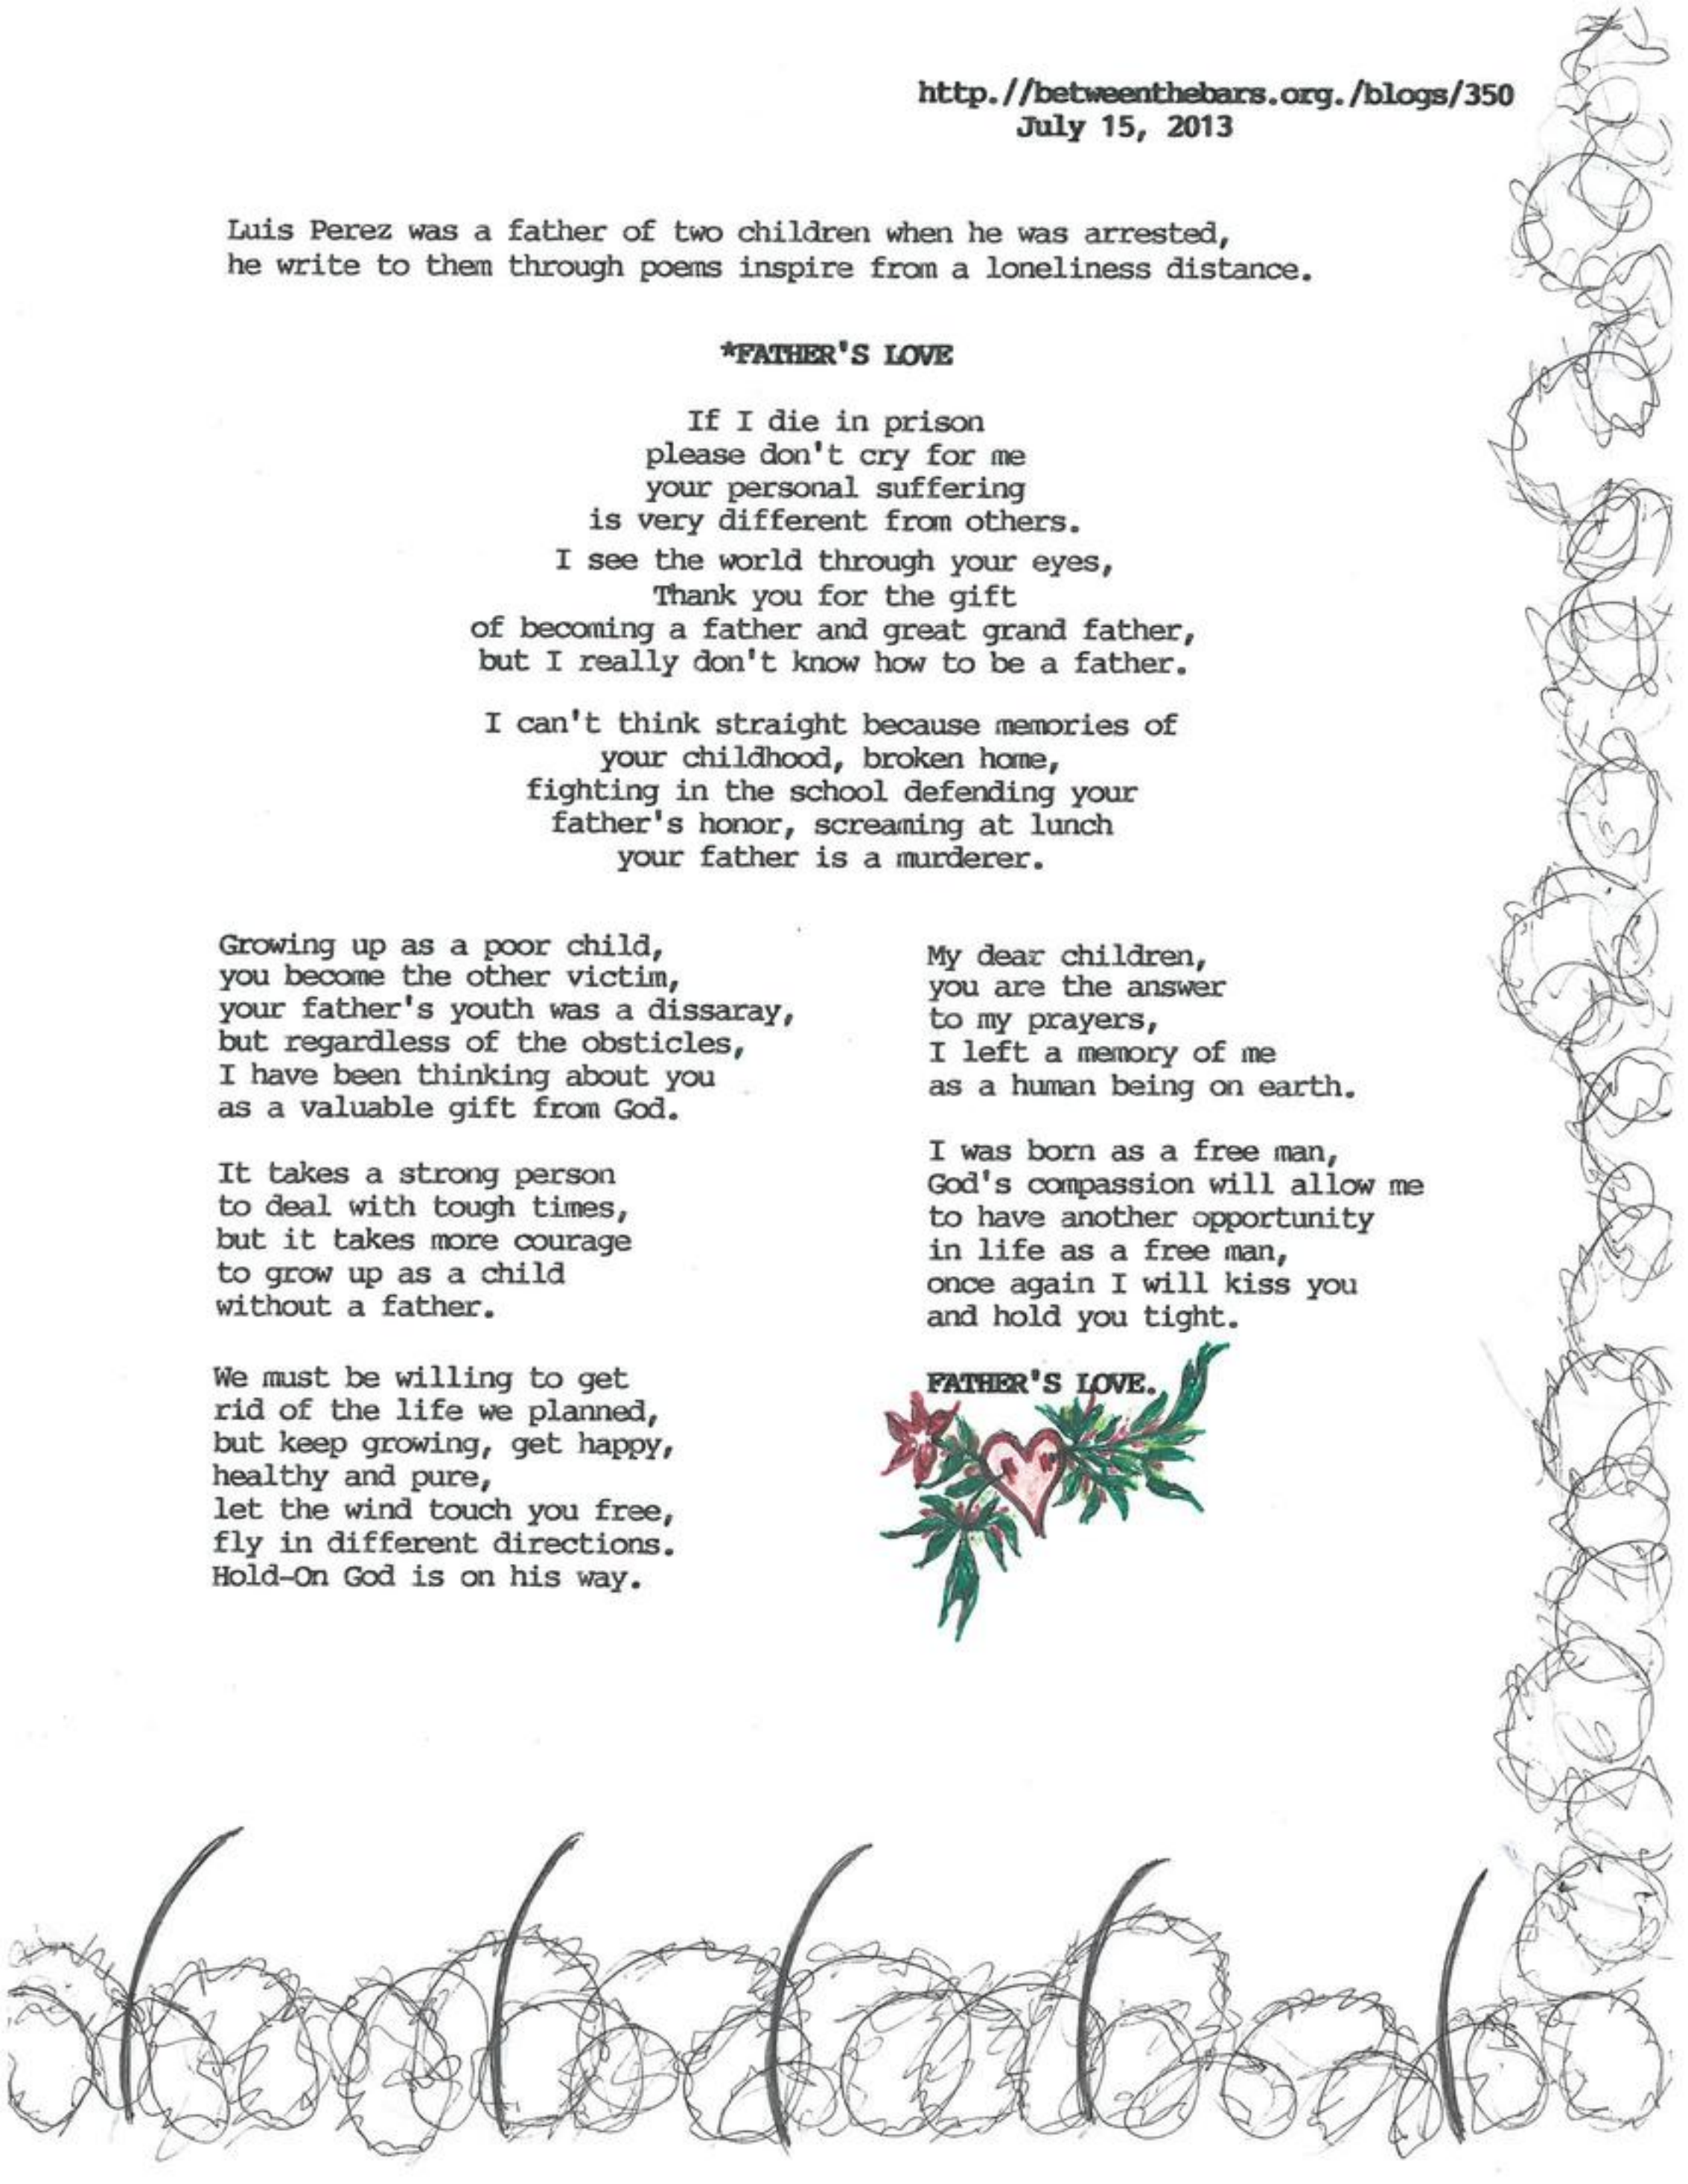 http.//betweenthebars.org./blogs/350
July 15, 2013
Luis Perez was a father of two children when he was arrested,
he write to them through poems inspire from a loneliness distance.
*FATHER'S LOVE
If I die in prison
please don't cry for me
your personal suffering
is very different from others.
I see the world through your eyes,
Thank you for the gift
of becoming a father and great grand father,
but I really don't know how to be a father.
I can't think straight because memories of
your childhood, broken home,
fighting in the school defending your
father's honor, screaming at lunch
your father is a murderer.
Growing up as a poor child,
you become the other victim,
your father's youth was a dissaray,
but regardless of the obsticles,
I have been thinking about you
as a valuable gift from God.
It takes a strong person
to deal with tough times,
but it takes more courage
to grow up as a child
without a father.
We must be willing to get
rid of the life we planned,
but keep growing, get happy,
healthy and pure,
let the wind touch you free,
fly in different directions.
Hold-On God is on his way.
My dear children,
you are the answer
to my prayers,
I left a memory of me
as a human being on earth.
I was born as a free man,
God's compassion will allow me
to have another opportunity
in life as a free man,
once again I will kiss you
and hold you tight.
FATHER'S LOVE.